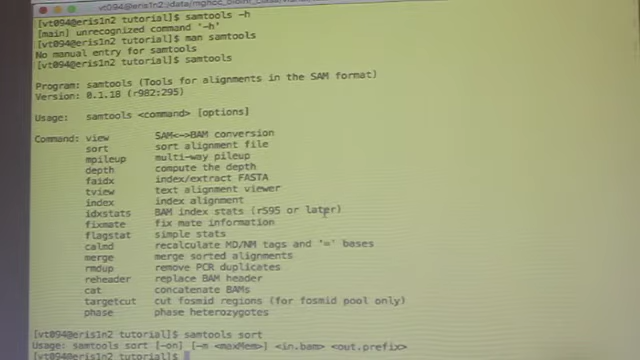 [vt094@eris1n2 tutorial]$ samtools -h
[main] unrecognized command '-h'
[vt094@eris1n2 tutorial]$ man samtools
No manual entry for samtools
[vt094@eris1n2 tutorial]$ samtools
Program: samtools (Tools for alignments in the SAM format)
Version: 0.1.18 (r982:295)
Usage: samtools <command> [options]
Command: view SAM<->BAM conversion
sort sort alignment file
mpileup multi-way pileup
depth compute the depth
faidx index/extract FASTA
tview text alignment viewer
index index alignment
idxstats BAM index stats (r595 or later)
fixmate fix mate information
flagstat simple stats
calmd recalculate MD/NM tags and '=' bases
merge merge sorted alignments
rmdup remove PCR duplicates
reheader replace BAM header
cat concatenate BAMs
targetcut cut fosmid regions (for fosmid pool only)
phase phase heterozygotes
[vt094@eris1n2 tutorial]$ samtools sort
Usage: samtools sort [-on] [-m <maxMem>] <in.bam> <out.prefix>
[vt094@eris1n2 tutorial]$